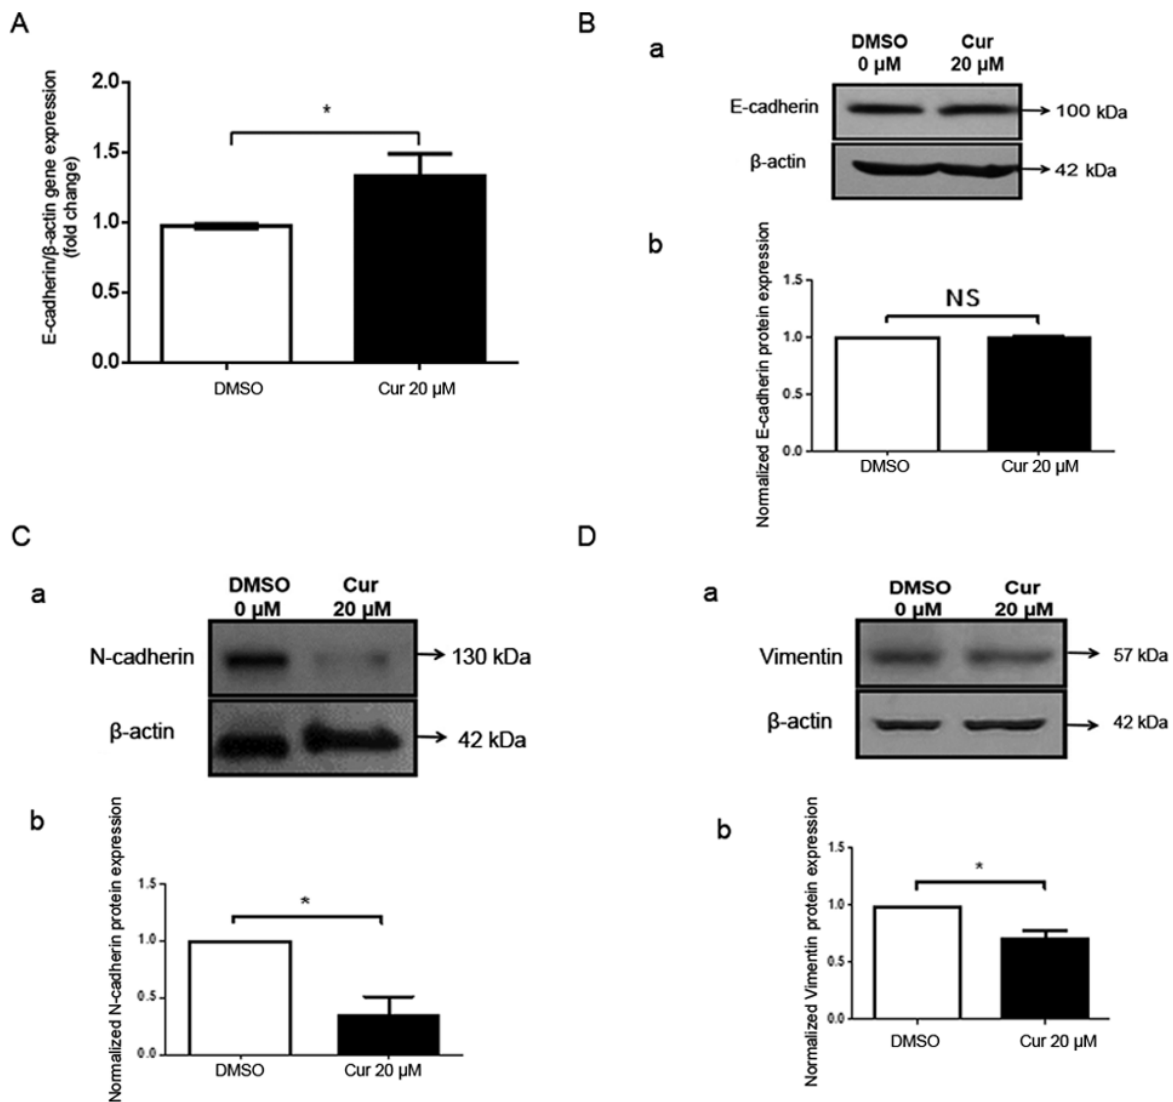 A
E-cadherin/β-actin gene expression
(fold change)
2.0
1.5
1.0
0.5
0.0
*
DMSO
Cur 20 μM
B
a
DMSO
0 μM
Cur
20 μM
E-cadherin
100 kDa
β-actin
42 kDa
b
Normalized E-cadherin protein expression
1.5
1.0
0.5
0.0
NS
DMSO
Cur 20 μM
C
a
DMSO
0 μM
Cur
20 μM
N-cadherin
130 kDa
β-actin
42 kDa
b
Normalized N-cadherin protein expression
1.5
1.0
0.5
0.0
*
DMSO
Cur 20 μM
D
a
DMSO
0 μM
Cur
20 μM
Vimentin
57 kDa
β-actin
42 kDa
b
Normalized Vimentin protein expression
1.5
1.0
0.5
0.0
*
DMSO
Cur 20 μM